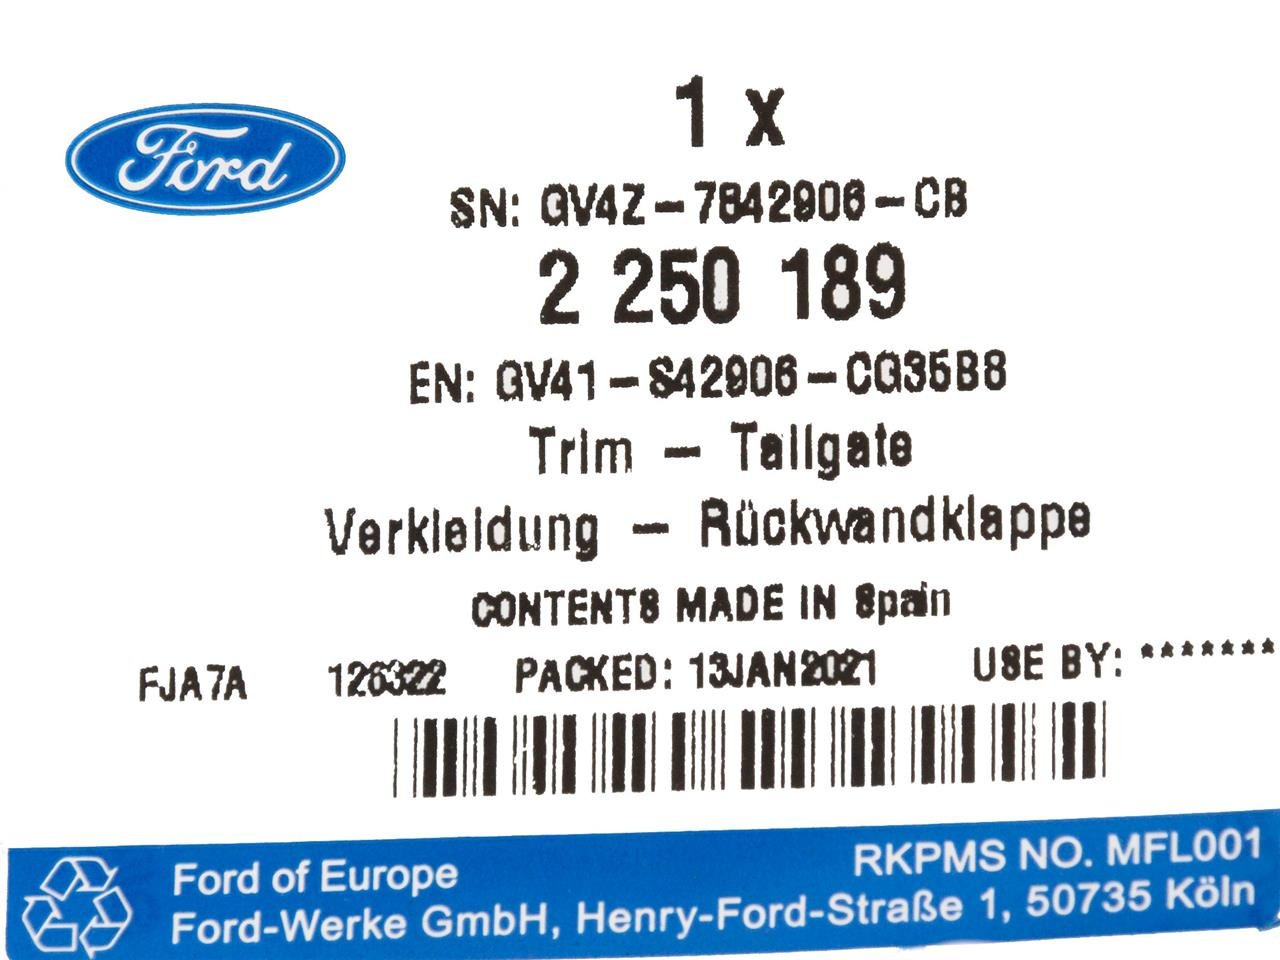 Ford
1 x
SN: GV4Z-7842906-CB
2 250 189
EN: GV41-S42906-CG35B8
Trim - Tailgate
Verkleidung - Rückwandklappe
CONTENTS MADE IN Spain
FJA7A 126322 PACKED: 13JAN2021 USE BY: *******
RKPMS NO. MFL001
Ford of Europe
Ford-Werke GmbH, Henry-Ford-Straße 1, 50735 Köln